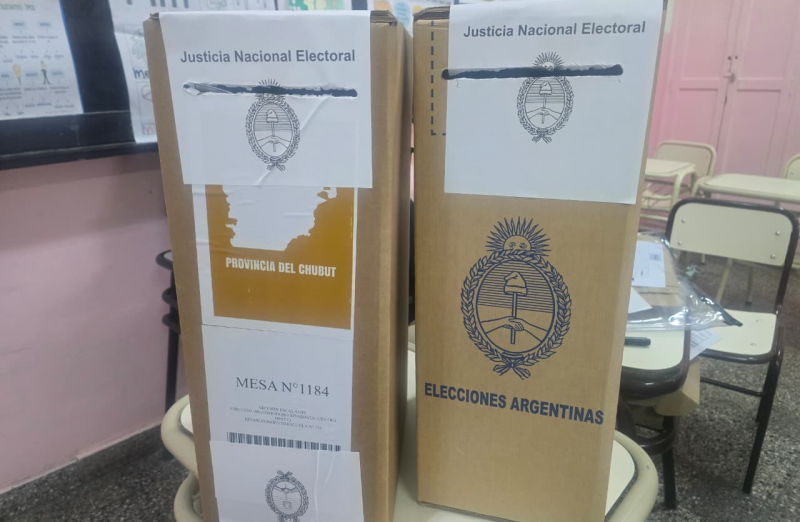 Justicia Nacional Electoral
PROVINCIA DEL CHUBUT
MESA N°1184
Justicia Nacional Electoral
ELECCIONES ARGENTINAS